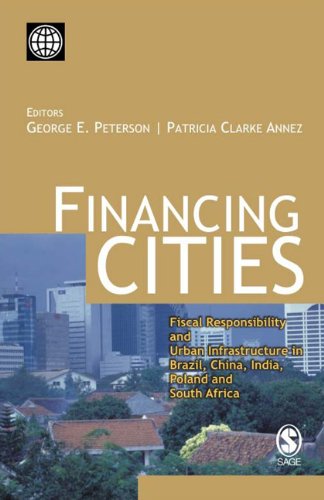 EDITORS
GEORGE E. PETERSON | PATRICIA CLARKE ANNEZ
FINANCING
CITIES
Fiscal Responsibility
and
Urban Infrastructure in
Brazil, China, India,
Poland and
South Africa
SAGE